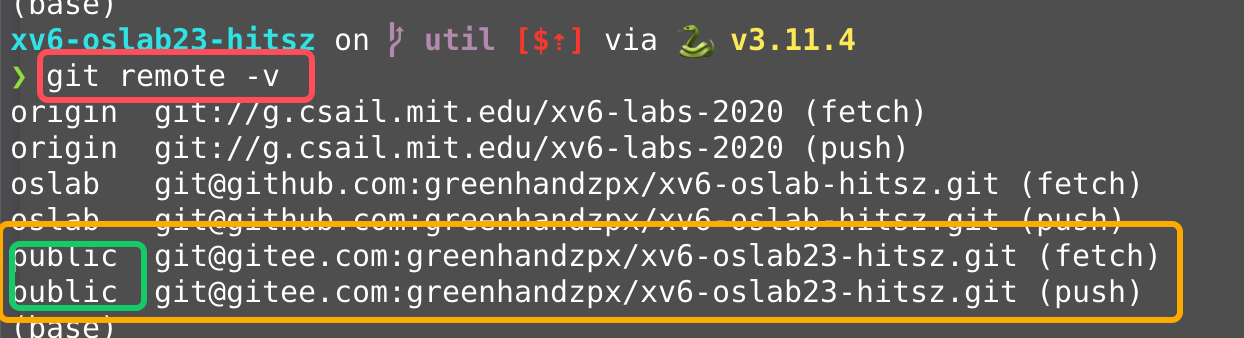 (base)
xv6-oslab23-hitsz on util [$⇡] via 🐍 v3.11.4
❯ git remote -v
origin  git://g.csail.mit.edu/xv6-labs-2020 (fetch)
origin  git://g.csail.mit.edu/xv6-labs-2020 (push)
oslab   git@github.com:greenhandzpx/xv6-oslab-hitsz.git (fetch)
oslab   git@github.com:greenhandzpx/xv6-oslab-hitsz.git (push)
public  git@gitee.com:greenhandzpx/xv6-oslab23-hitsz.git (fetch)
public  git@gitee.com:greenhandzpx/xv6-oslab23-hitsz.git (push)
(base)